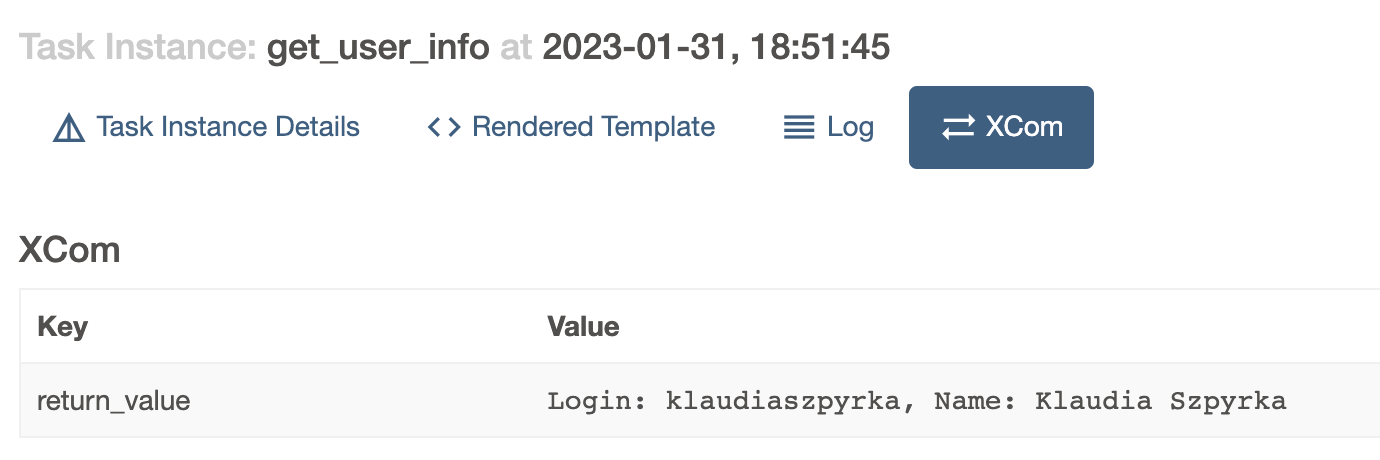 Task Instance: get_user_info at 2023-01-31, 18:51:45
Task Instance Details Rendered Template Log XCom
XCom
Key Value
return_value Login: klaudiaszpyrka, Name: Klaudia Szpyrka